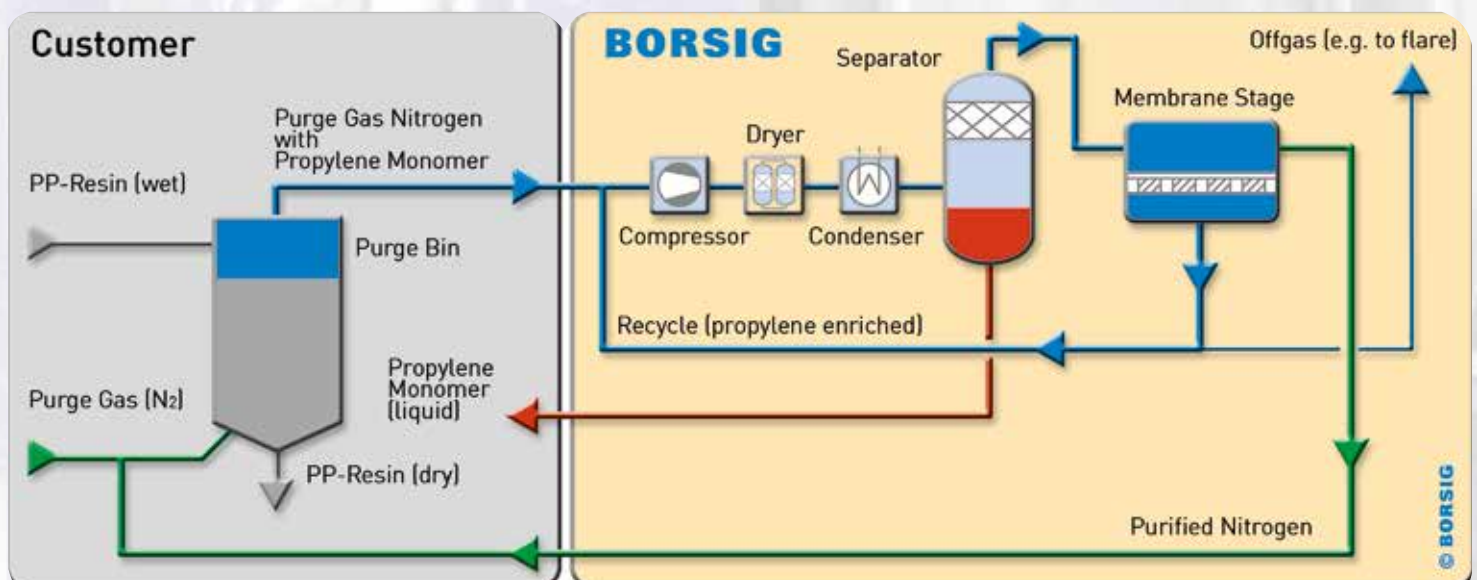 Customer
BORSIG
Separator
Offgas (e.g. to flare)
Membrane Stage
Purge Gas Nitrogen
with
Propylene Monomer
Dryer
PP-Resin (wet)
Purge Bin
Compressor
Condenser
Recycle (propylene enriched)
Propylene
Monomer
(liquid)
Purge Gas (N2)
PP-Resin (dry)
Purified Nitrogen
© BORSIG